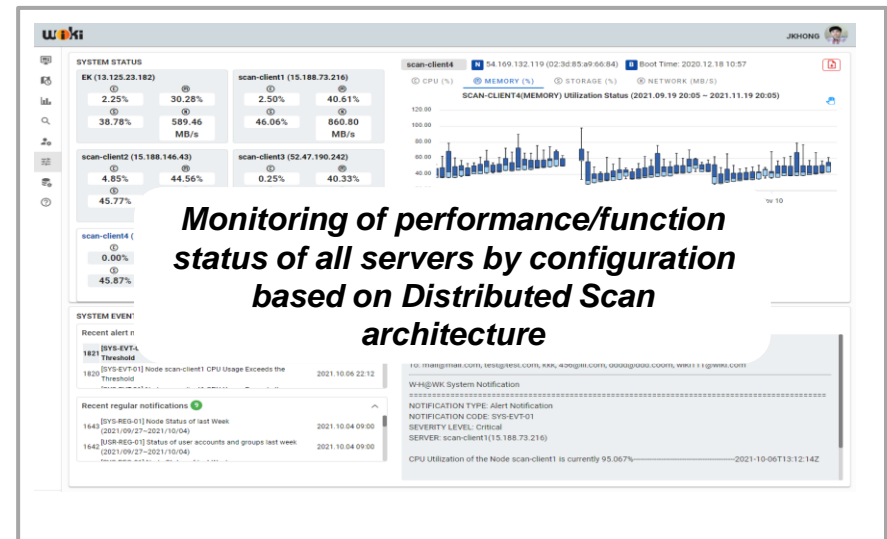 wiki
JKHONG
SYSTEM STATUS
EK (13.125.23.182)
Ⓒ Ⓜ
2.25% 30.28%
Ⓢ Ⓝ
38.78% 589.46
MB/s
scan-client1 (15.188.73.216)
Ⓒ Ⓜ
2.50% 40.61%
Ⓢ Ⓝ
46.06% 860.80
MB/s
scan-client2 (15.188.146.43)
Ⓒ Ⓜ
4.85% 44.56%
Ⓢ
45.77%
scan-client3 (52.47.190.242)
Ⓒ Ⓜ
0.25% 40.33%
scan-client4 (
Ⓒ
0.00%
Ⓢ
45.87%
scan-client4 N 54.169.132.119 (02:3d:85:a9:66:84) B Boot Time: 2020.12.18 10:57
Ⓒ CPU (%) Ⓜ MEMORY (%) Ⓢ STORAGE (%) Ⓝ NETWORK (MB/S)
SCAN-CLIENT4(MEMORY) Utilization Status (2021.09.19 20:05 ~ 2021.11.19 20:05)
120.00
100.00
80.00
60.00
40.00
10
Monitoring of performance/function
status of all servers by configuration
based on Distributed Scan
architecture
SYSTEM EVEN
Recent alert n
1821 [SYS-EVT-
Threshold
1820 [SYS-EVT-01] Node scan-client1 CPU Usage Exceeds the
Threshold
2021.10.06 22:12
Recent regular notifications
1643 [SYS-REG-01] Node Status of last Week
(2021/09/27~2021/10/04)
2021.10.04 09:00
1642 [USR-REG-01] Status of user accounts and groups last week
(2021/09/27~2021/10/04)
2021.10.04 09:00
W-H@WK System Notification
NOTIFICATION TYPE: Alert Notification
NOTIFICATION CODE: SYS-EVT-01
SEVERITY LEVEL: Critical
SERVER: scan-client1(15.188.73.216)
CPU Utilization of the Node scan-client1 is currently 95.067%------------------------------2021-10-06T13:12:14Z